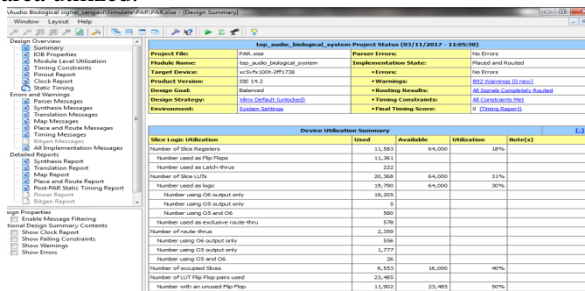 \Audio Biological signal_sangavi\Simulate\PAR\PAR.xise - [Design Summary]
Window Layout Help
Design Overview
Summary
IOB Properties
Module Level Utilization
Timing Constraints
Pinout Report
Clock Report
Static Timing
Errors and Warnings
Parser Messages
Synthesis Messages
Translation Messages
Map Messages
Place and Route Messages
Timing Messages
Bitgen Messages
All Implementation Messages
Detailed Reports
Synthesis Report
Translation Report
Map Report
Place and Route Report
Post-PAR Static Timing Report
Power Report
Bitgen Report
sign Properties
Enable Message Filtering
tional Design Summary Contents
Show Clock Report
Show Failing Constraints
Show Warnings
Show Errors
top_audio_biological_system Project Status (03/11/2017 - 11:05:30)
Project File: PAR.xise Parser Errors: No Errors
Module Name: top_audio_biological_system Implementation State: Placed and Routed
Target Device: xc5vfx100t-2ff1738 •Errors: No Errors
Product Version: ISE 14.2 •Warnings: 892 Warnings (0 new)
Design Goal: Balanced •Routing Results: All Signals Completely Routed
Design Strategy: Xilinx Default (unlocked) •Timing Constraints: All Constraints Met
Environment: System Settings •Final Timing Score: 0 (Timing Report)
Device Utilization Summary [-]
Slice Logic Utilization Used Available Utilization Note(s)
Number of Slice Registers 11,583 64,000 18%
Number used as Flip Flops 11,361
Number used as Latch-thrus 222
Number of Slice LUTs 20,368 64,000 31%
Number used as logic 19,790 64,000 30%
Number using O6 output only 19,205
Number using O5 output only 5
Number using O5 and O6 580
Number used as exclusive route-thru 578
Number of route-thrus 2,359
Number using O6 output only 556
Number using O5 output only 1,777
Number using O5 and O6 26
Number of occupied Slices 6,553 16,000 40%
Number of LUT Flip Flop pairs used 23,485
Number with an unused Flip Flop 11,902 23,485 50%